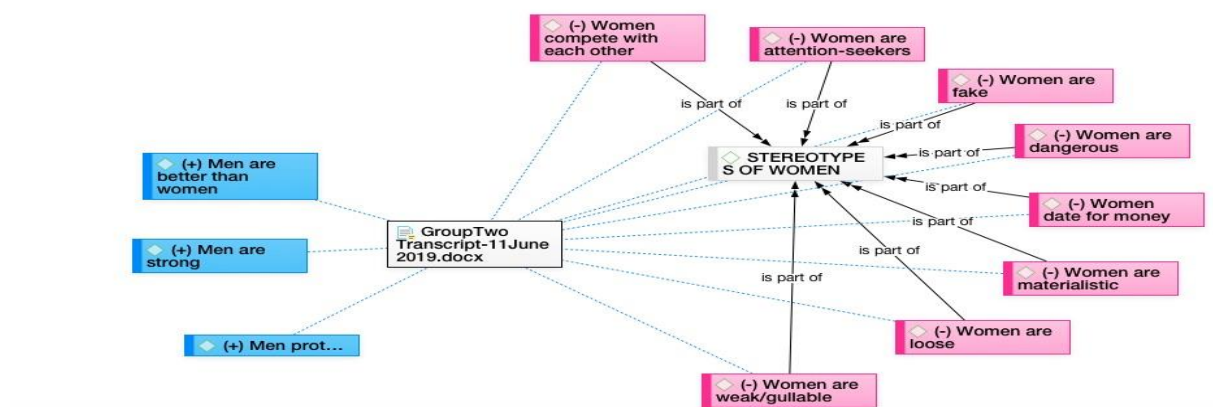 (-) Women
compete with
each other
(-) Women are
attention-seekers
(-) Women are
fake
is part of
is part of
is part of
(-) Women are
dangerous
STEREOTYPE
S OF WOMEN
is part of
(+) Men are
better than
women
is part of
(-) Women
date for money
is part of
GroupTwo
Transcript-11June
2019.docx
(+) Men are
strong
is part of
is part of
(-) Women are
materialistic
(-) Women are
loose
(+) Men prot...
(-) Women are
weak/gullable